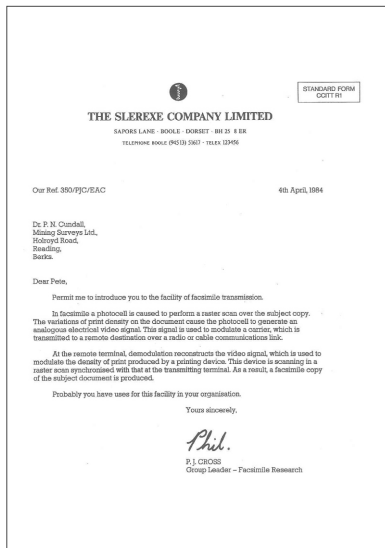 STANDARD FORM
CCITT R1
THE SLEREXE COMPANY LIMITED
SAPORS LANE · BOOLE · DORSET · BH 25 8 ER
TELEPHONE BOOLE (945 13) 51617 - TELEX 123456
Our Ref. 350/PJC/EAC
4th April, 1984
Dr. P. N. Cundall,
Mining Surveys Ltd.,
Holroyd Road,
Reading,
Berks.
Dear Pete,
Permit me to introduce you to the facility of facsimile transmission.
In facsimile a photocell is caused to perform a raster scan over the subject copy.
The variations of print density on the document cause the photocell to generate an
analogous electrical video signal. This signal is used to modulate a carrier, which is
transmitted to a remote destination over a radio or cable communications link.
At the remote terminal, demodulation reconstructs the video signal, which is used to
modulate the density of print produced by a printing device. This device is scanning in a
raster scan synchronised with that at the transmitting terminal. As a result, a facsimile copy
of the subject document is produced.
Probably you have uses for this facility in your organisation.
Yours sincerely,
Phil.
P. J. CROSS
Group Leader – Facsimile Research